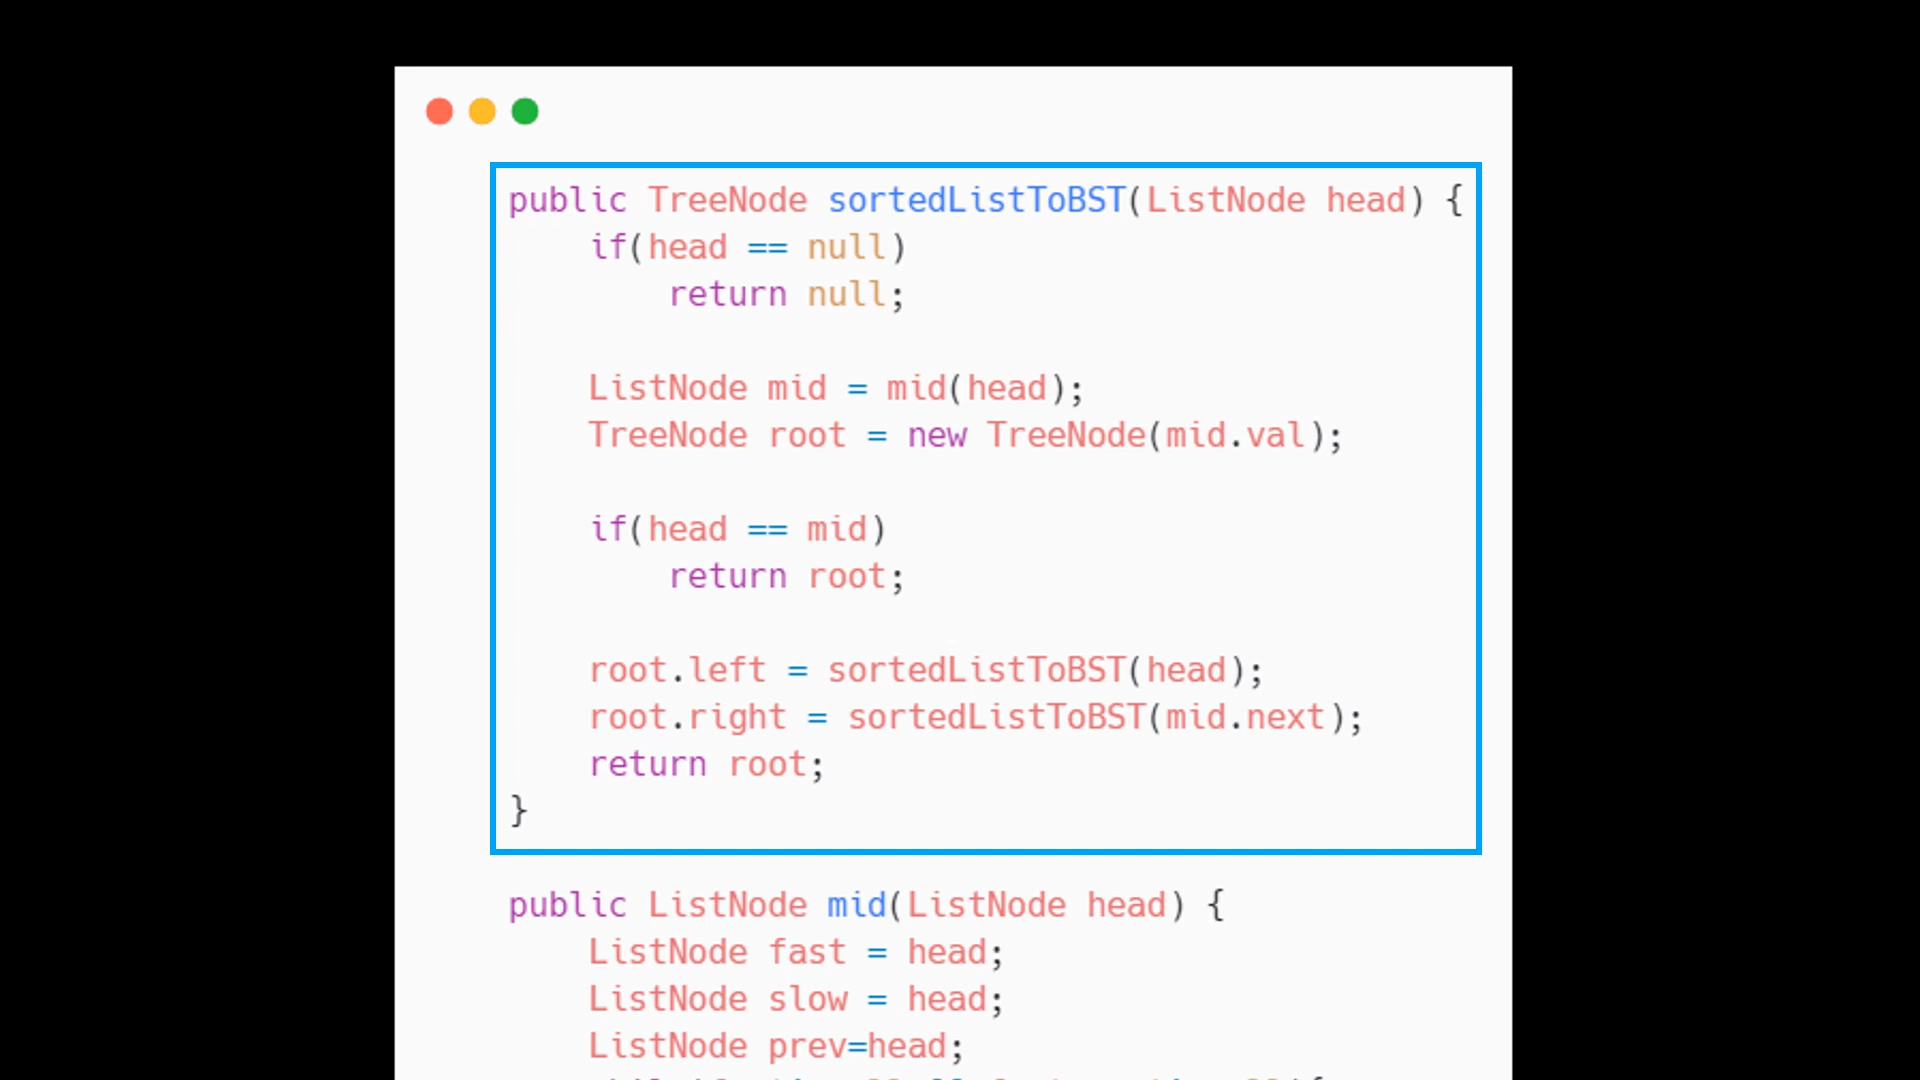 public TreeNode sortedListToBST(ListNode head) {
if(head == null)
return null;
ListNode mid = mid(head);
TreeNode root = new TreeNode(mid.val);
if(head == mid)
return root;
root.left = sortedListToBST(head);
root.right = sortedListToBST(mid.next);
return root;
}
public ListNode mid(ListNode head) {
ListNode fast = head;
ListNode slow = head;
ListNode prev=head;